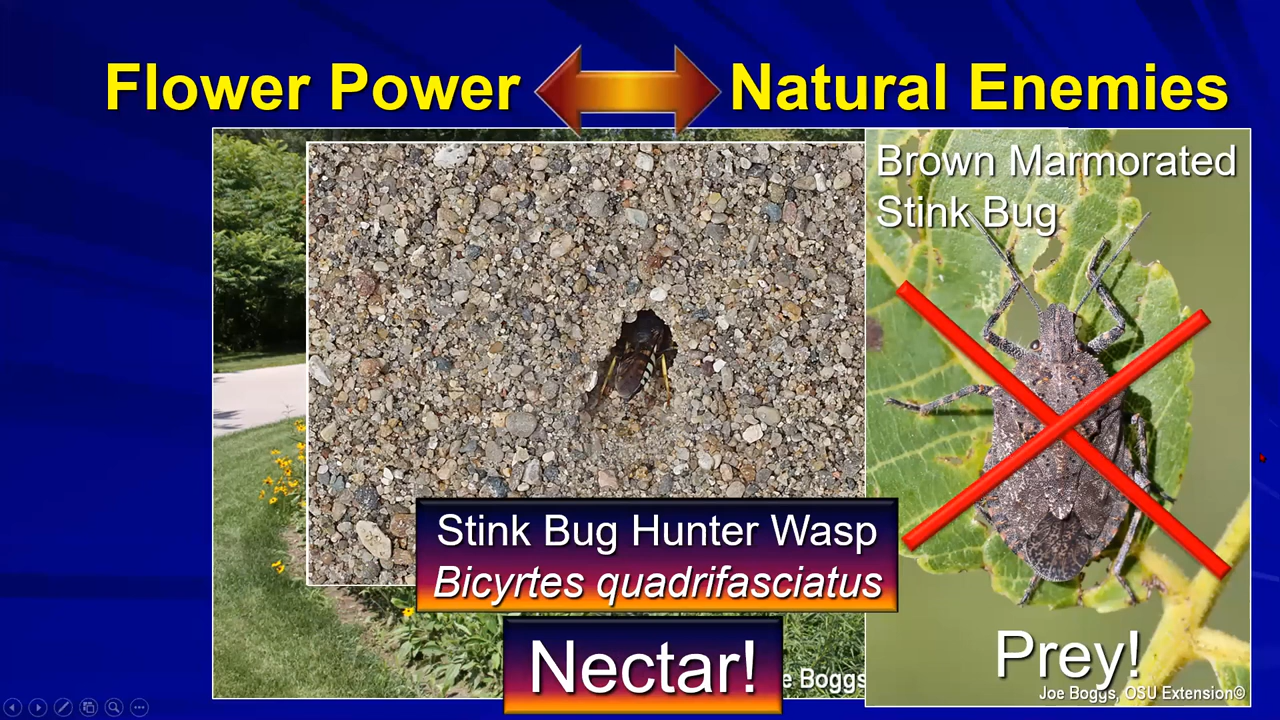 Flower Power
Natural Enemies
Brown Marmorated
Stink Bug
Stink Bug Hunter Wasp
Bicyrtes quadrifasciatus
Nectar!
Prey!
e Boggs
Joe Boggs, OSU Extension©